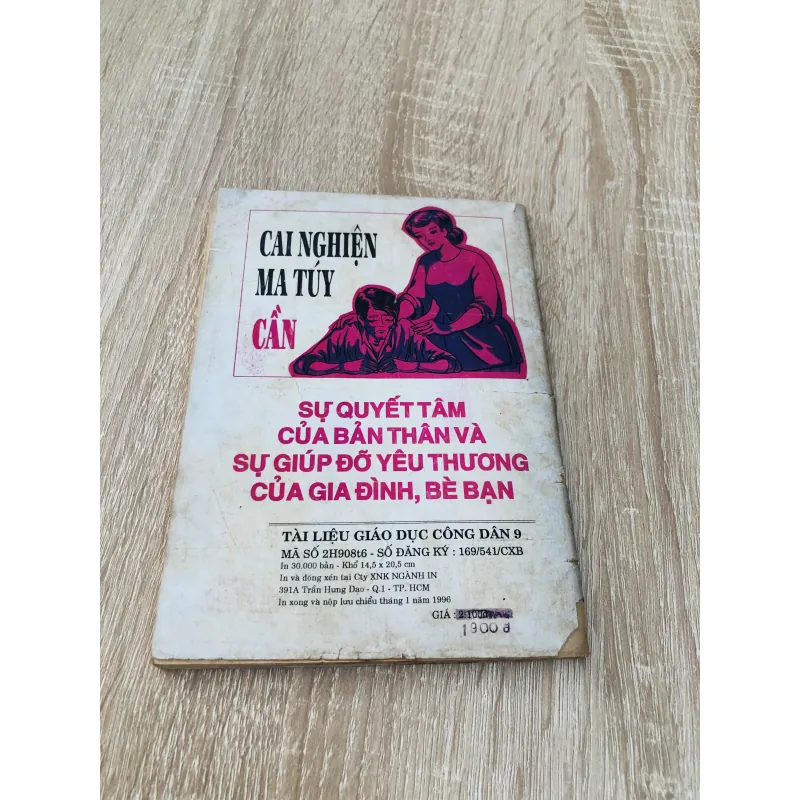 CAI NGHIỆN
MA TÚY
CẦN
SỰ QUYẾT TÂM
CỦA BẢN THÂN VÀ
SỰ GIÚP ĐỠ YÊU THƯƠNG
CỦA GIA ĐÌNH, BÈ BẠN
TÀI LIỆU GIÁO DỤC CÔNG DÂN 9
MÃ SỐ 2H908t6 - SỐ ĐĂNG KÝ : 169/541/CXB
In 30.000 bản - Khổ 14,5 x 20,5 cm
In và đóng xén tại Cty XNK NGÀNH IN
391A Trần Hưng Đạo - Q.1 - TP. HCM
In xong và nộp lưu chiểu tháng 1 năm 1996
GIÁ :
1900đ